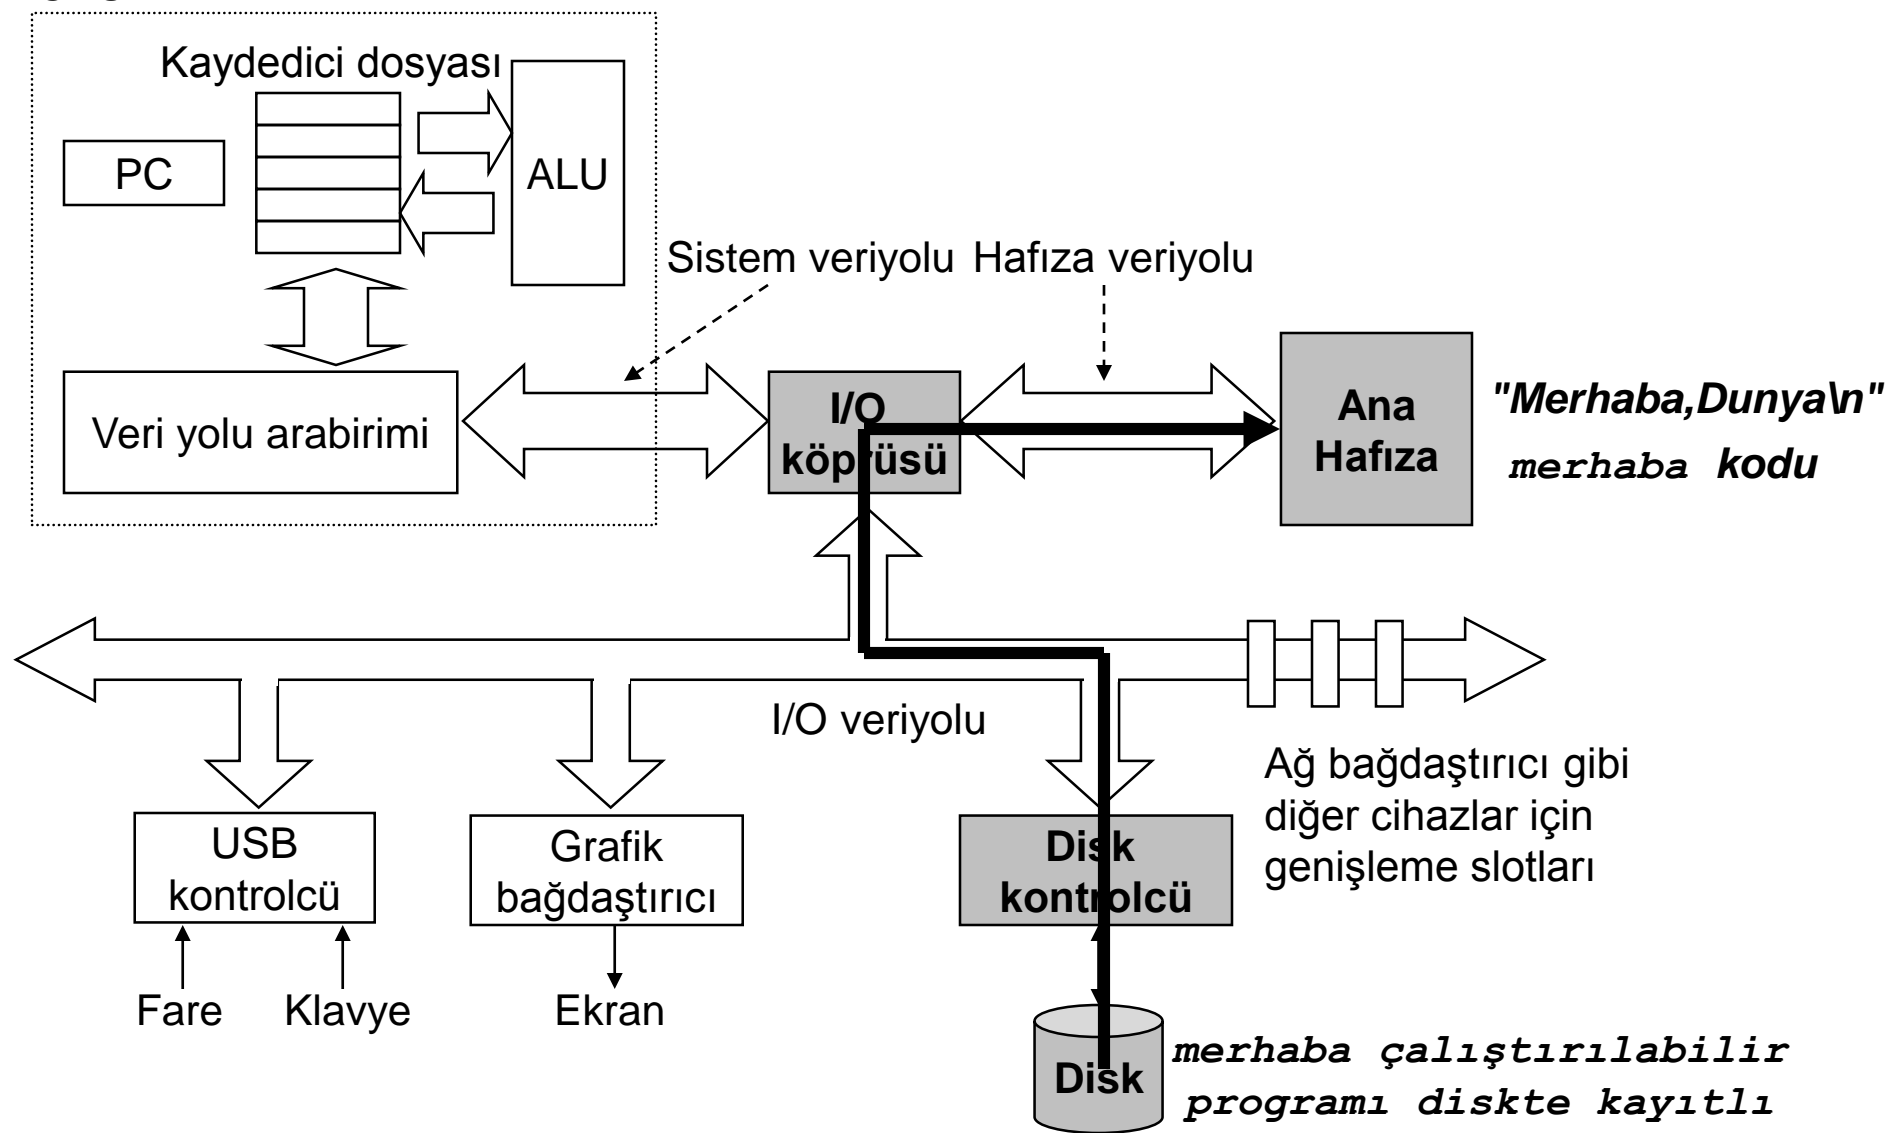 Kaydedici dosyası
PC
ALU
Sistem veriyolu
Hafıza veriyolu
Veri yolu arabirimi
I/O
köprüsü
Ana
Hafıza
"Merhaba,Dunya\n"
merhaba kodu
I/O veriyolu
Ağ bağdaştırıcı gibi
diğer cihazlar için
genişleme slotları
USB
kontrolcü
Grafik
bağdaştırıcı
Disk
kontrolcü
Fare
Klavye
Ekran
Disk
merhaba çalıştırılabilir
programı diskte kayıtlı